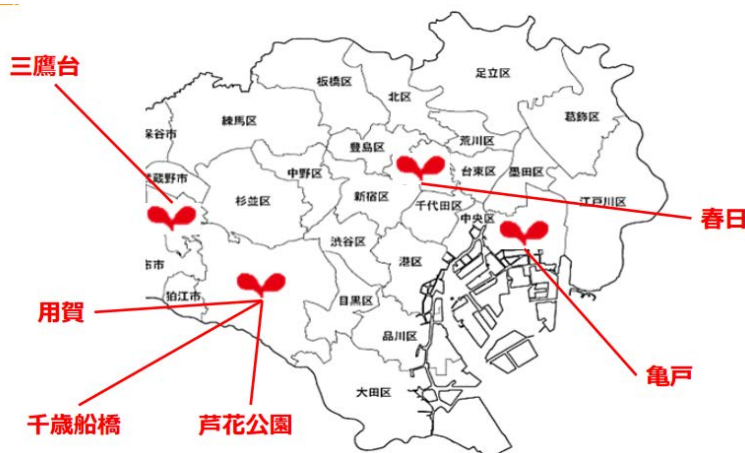 三鷹台
足立区
板橋区
北区
葛飾区
練馬区
保谷市
荒川区
豊島区
台東区
墨田区
中野区
武蔵野市
杉並区
新宿区
千代田区
江戸川区
中央区
春日
渋谷区
港区
市市
狛江市
目黒区
用賀
品川区
亀戸
大田区
千歳船橋
芦花公園